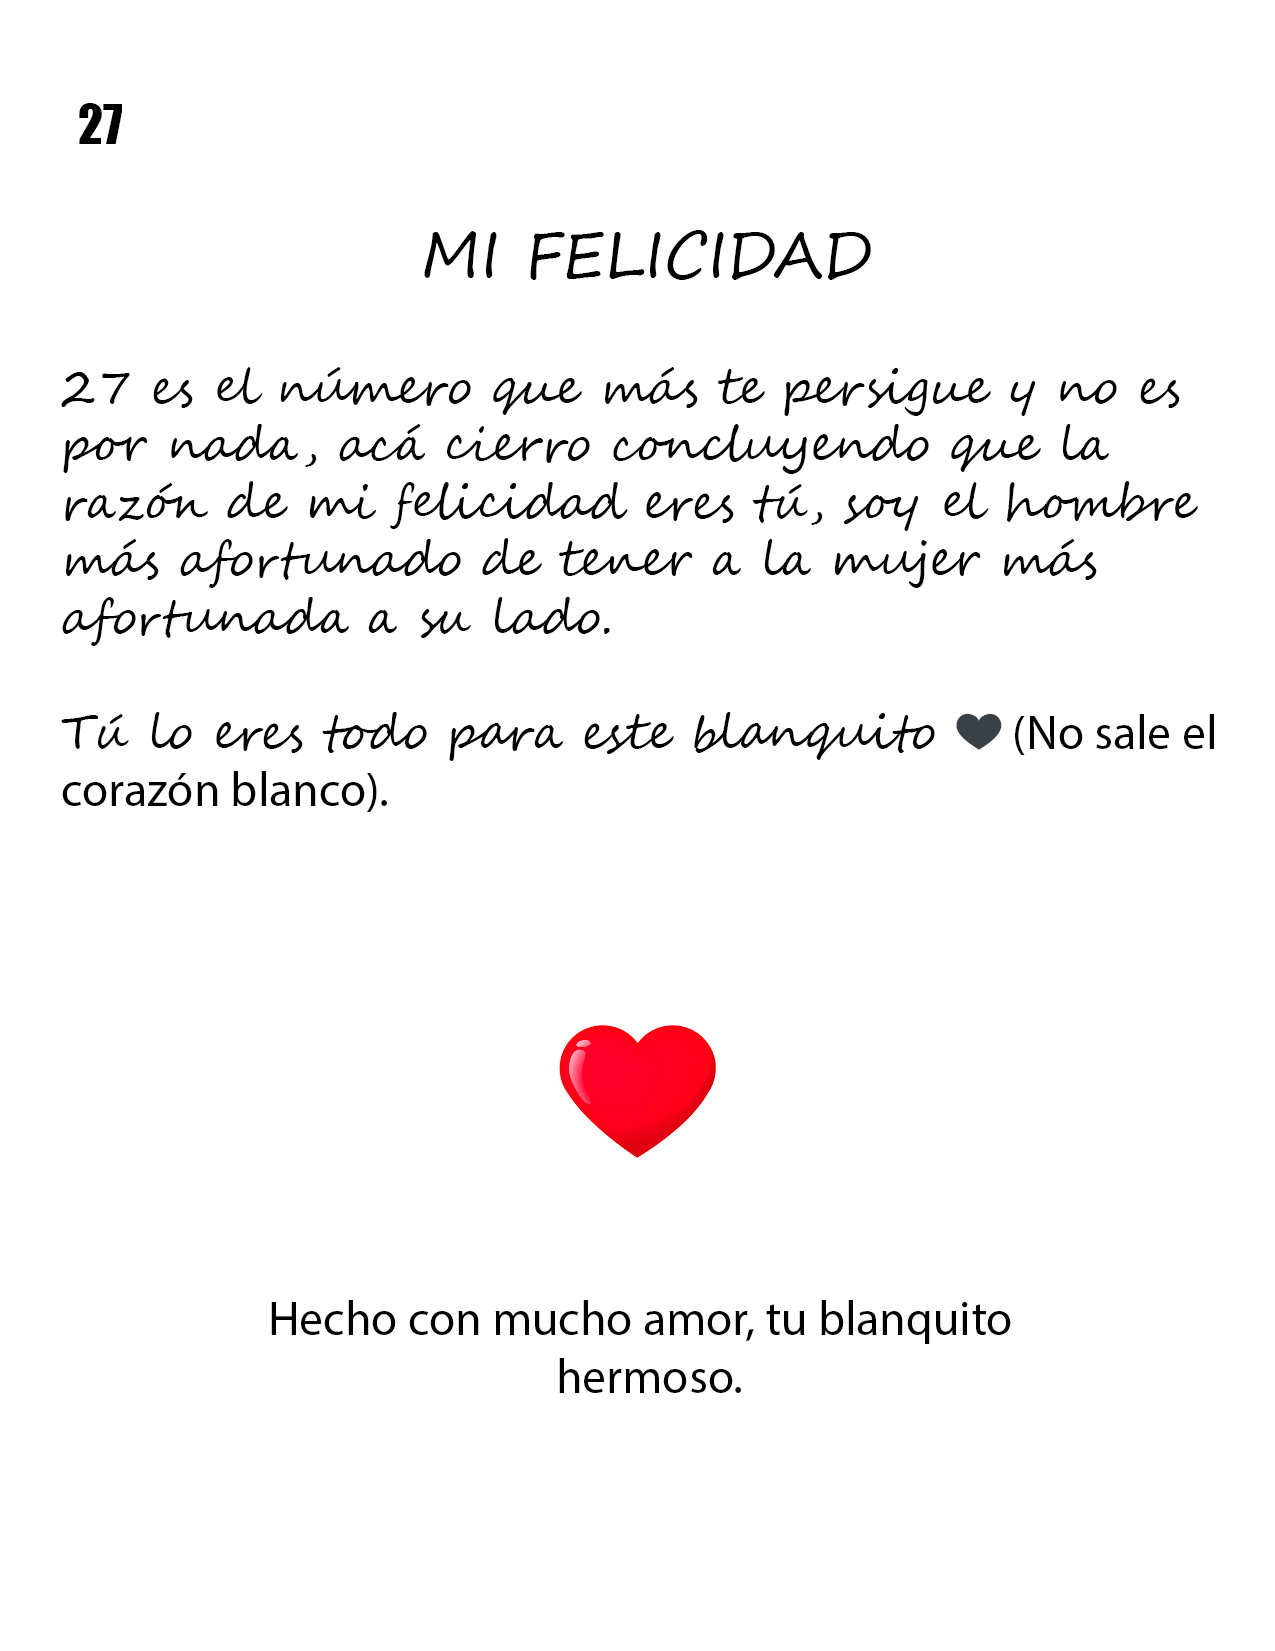 27
MI FELICIDAD
27 es el número que más te persigue y no es
por nada, acá cierro concluyendo que la
razón de mi felicidad eres tú, soy el hombre
más afortunado de tener a la mujer más
afortunada a su lado.
Tú lo eres todo para este blanquito 🖤 (No sale el
corazón blanco).
Hecho con mucho amor, tu blanquito
hermoso.